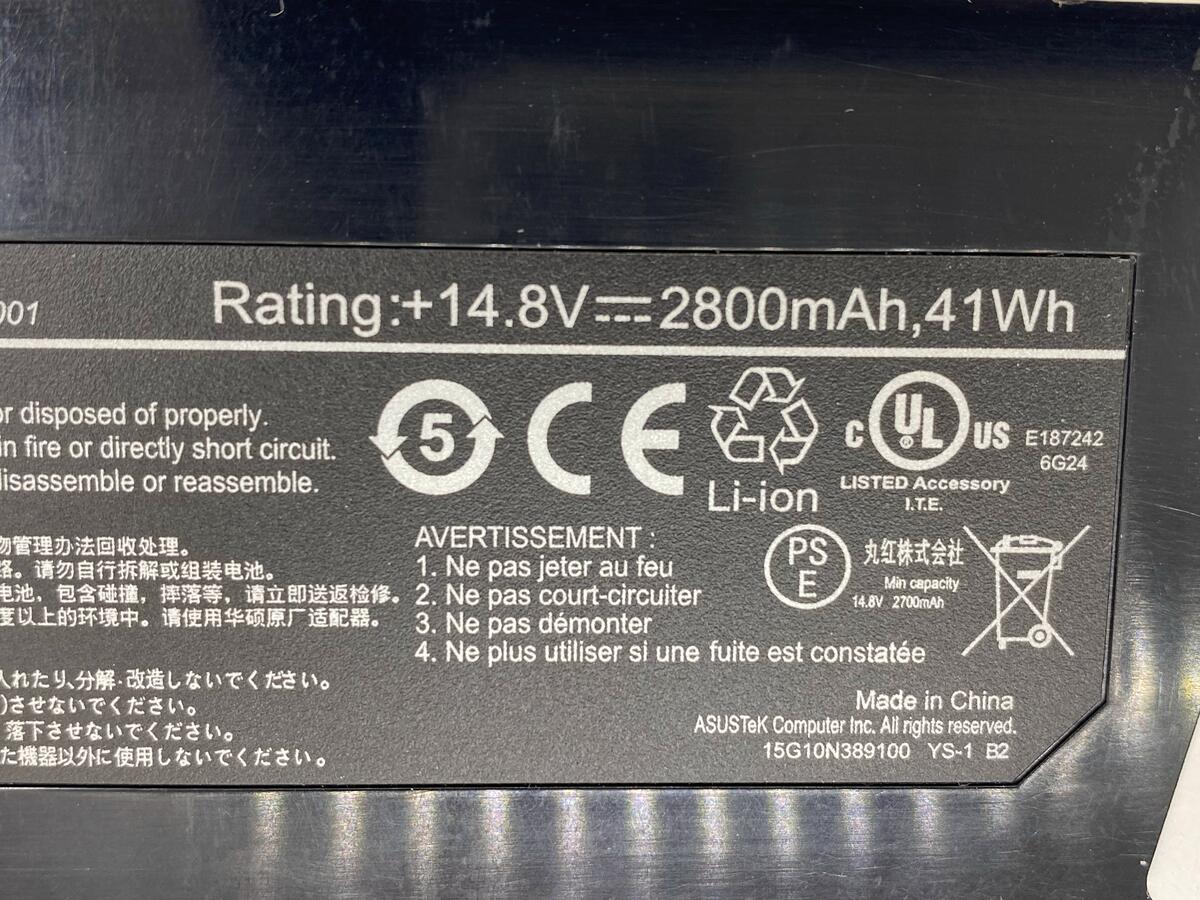 001
Rating:+14.8V⎓2800mAh,41Wh
or disposed of properly.
in fire or directly short circuit.
disassemble or reassemble.
5
CE
Li-ion
c UL ® US
E187242
6G24
LISTED Accessory
I.T.E.
物管理办法回收处理。
路。请勿自行拆解或组装电池。
电池，包含碰撞，摔落等，请立即送返检修。
度以上的环境中。请使用华硕原厂适配器。
入れたり、分解·改造しないでください。
)させないでください。
落下させないでください。
た機器以外に使用しないでください。
AVERTISSEMENT :
1. Ne pas jeter au feu
2. Ne pas court-circuiter
3. Ne pas démonter
4. Ne plus utiliser si une fuite est constatée
PS
E
丸红株式会社
Min capacity
14.8V 2700mAh
Made in China
ASUSTeK Computer Inc. All rights reserved.
15G10N389100 YS-1 B2